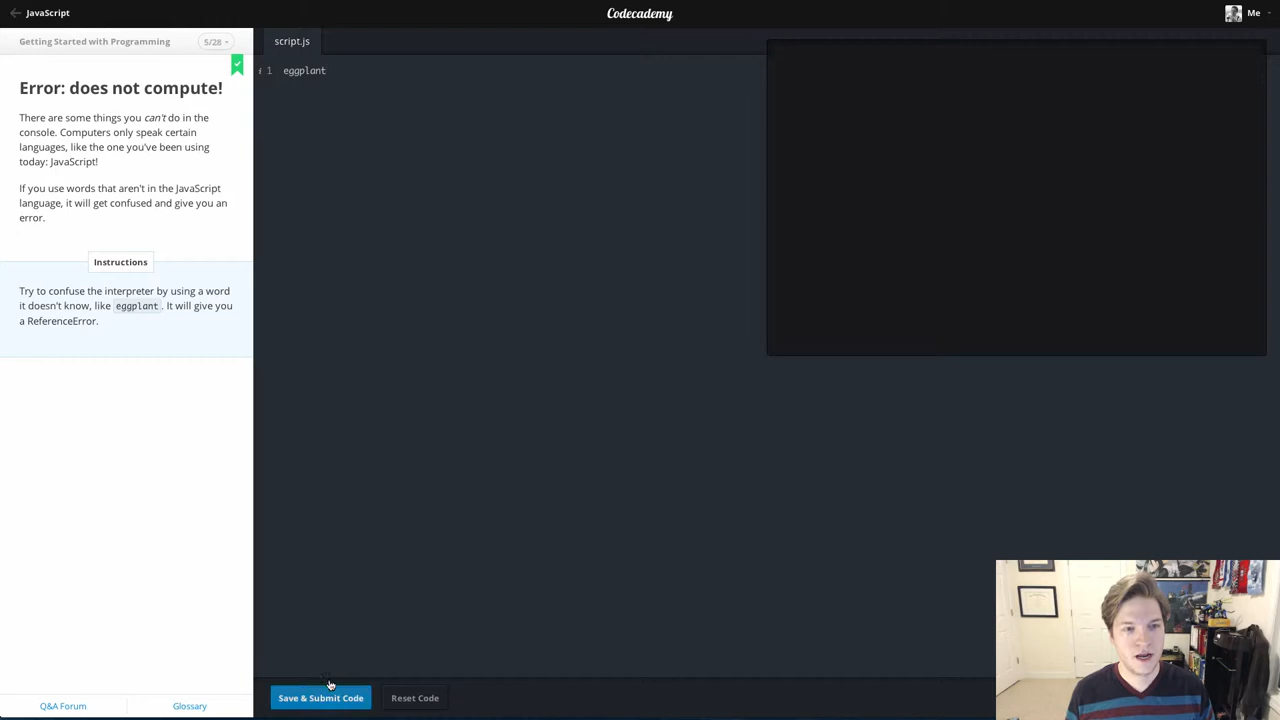 JavaScript
Codecademy
Me
Getting Started with Programming
5/28
script.js
Error: does not compute!
There are some things you can't do in the
console. Computers only speak certain
languages, like the one you've been using
today: JavaScript!
If you use words that aren't in the JavaScript
language, it will get confused and give you an
error.
Instructions
Try to confuse the interpreter by using a word
it doesn't know, like eggplant. It will give you
a ReferenceError.
i 1 eggplant
Q&A Forum
Glossary
Save & Submit Code
Reset Code